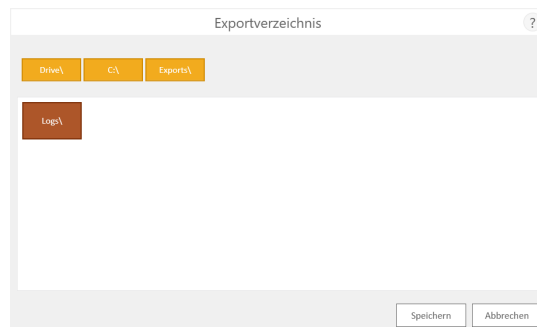 Exportverzeichnis
?
Drive\ C:\ Exports\
Logs\
Speichern Abbrechen